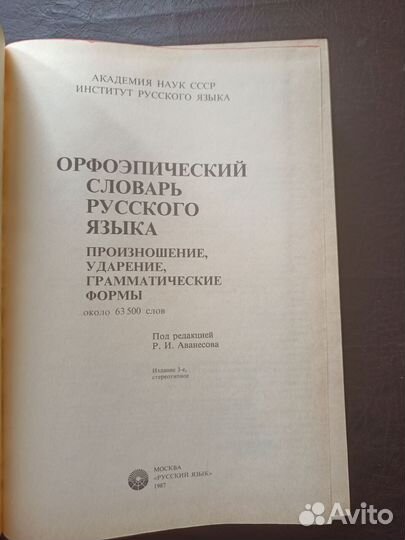 АКАДЕМИЯ НАУК СССР
ИНСТИТУТ РУССКОГО ЯЗЫКА
ОРФОЭПИЧЕСКИЙ
СЛОВАРЬ
РУССКОГО
ЯЗЫКА
ПРОИЗНОШЕНИЕ,
УДАРЕНИЕ,
ГРАММАТИЧЕСКИЕ
ФОРМЫ
около 63 500 слов
Под редакцией
Р. И. Аванесова
Издание 3-е,
стереотипное
МОСКВА
«РУССКИЙ ЯЗЫК»
1987
Avito